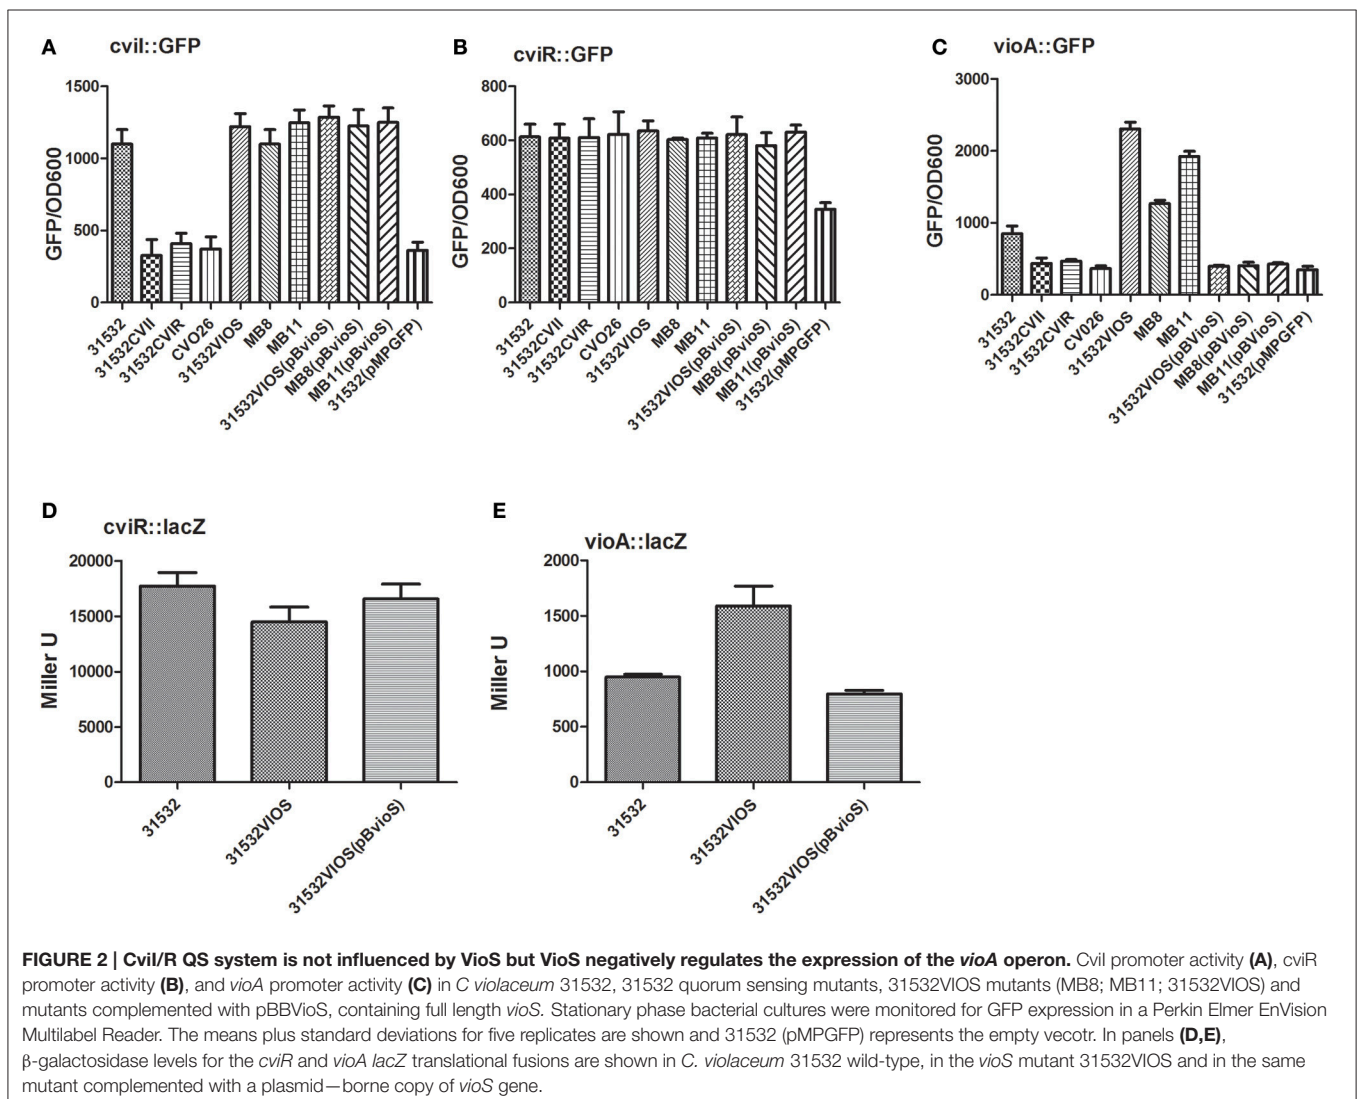 A
cviI::GFP
GFP/OD600
1500
1000
500
0
31532
31532CVII
31532CVIR
CVO26
31532VIOS
MB8
MB11
31532VIOS(pBvioS)
MB8(pBvioS)
MB11(pBvioS)
31532(pMPGFP)
B
cviR::GFP
GFP/OD600
800
600
400
200
0
31532
31532CVII
31532CVIR
CVO26
31532VIOS
MB8
MB11
31532VIOS(pBvioS)
MB8(pBvioS)
MB11(pBvioS)
31532(pMPGFP)
C
vioA::GFP
GFP/OD600
3000
2000
1000
0
31532
31532CVII
31532CVIR
CV026
31532VIOS
MB8
MB11
31532VIOS(pBvioS)
MB8(pBvioS)
MB11(pBvioS)
31532(pMPGFP)
D
cviR::lacZ
Miller U
20000
15000
10000
5000
0
31532
31532VIOS
31532VIOS(pBvioS)
E
vioA::lacZ
Miller U
2000
1500
1000
500
0
31532
31532VIOS
31532VIOS(pBvioS)
FIGURE 2 | CviI/R QS system is not influenced by VioS but VioS negatively regulates the expression of the vioA operon. CviI promoter activity (A), cviR
promoter activity (B), and vioA promoter activity (C) in C violaceum 31532, 31532 quorum sensing mutants, 31532VIOS mutants (MB8; MB11; 31532VIOS) and
mutants complemented with pBBVioS, containing full length vioS. Stationary phase bacterial cultures were monitored for GFP expression in a Perkin Elmer EnVision
Multilabel Reader. The means plus standard deviations for five replicates are shown and 31532 (pMPGFP) represents the empty vecotr. In panels (D,E),
β-galactosidase levels for the cviR and vioA lacZ translational fusions are shown in C. violaceum 31532 wild-type, in the vioS mutant 31532VIOS and in the same
mutant complemented with a plasmid—borne copy of vioS gene.